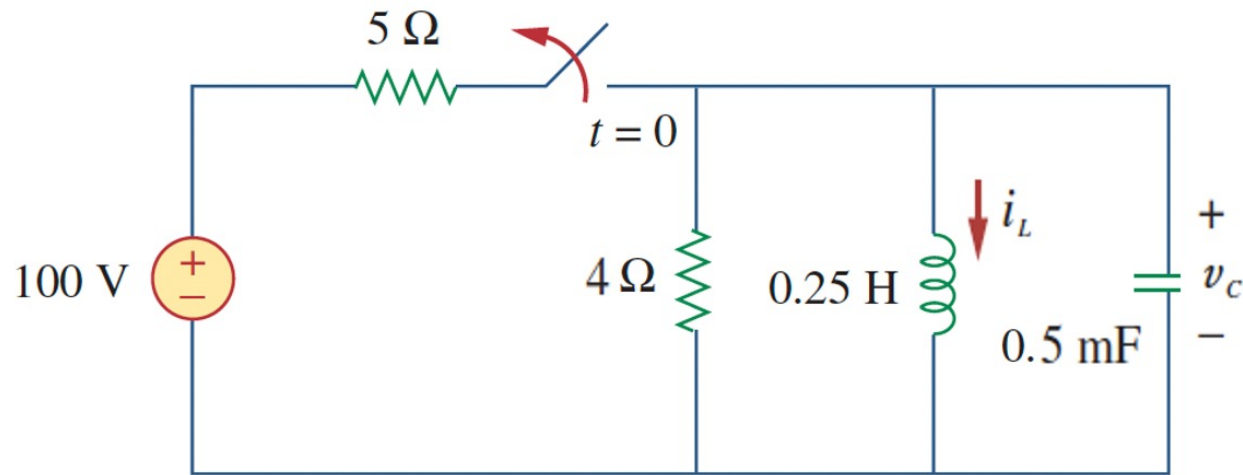 5 Ω
t = 0
100 V
+
−
4 Ω
0.25 H
i_L
0.5 mF
+
v_C
−